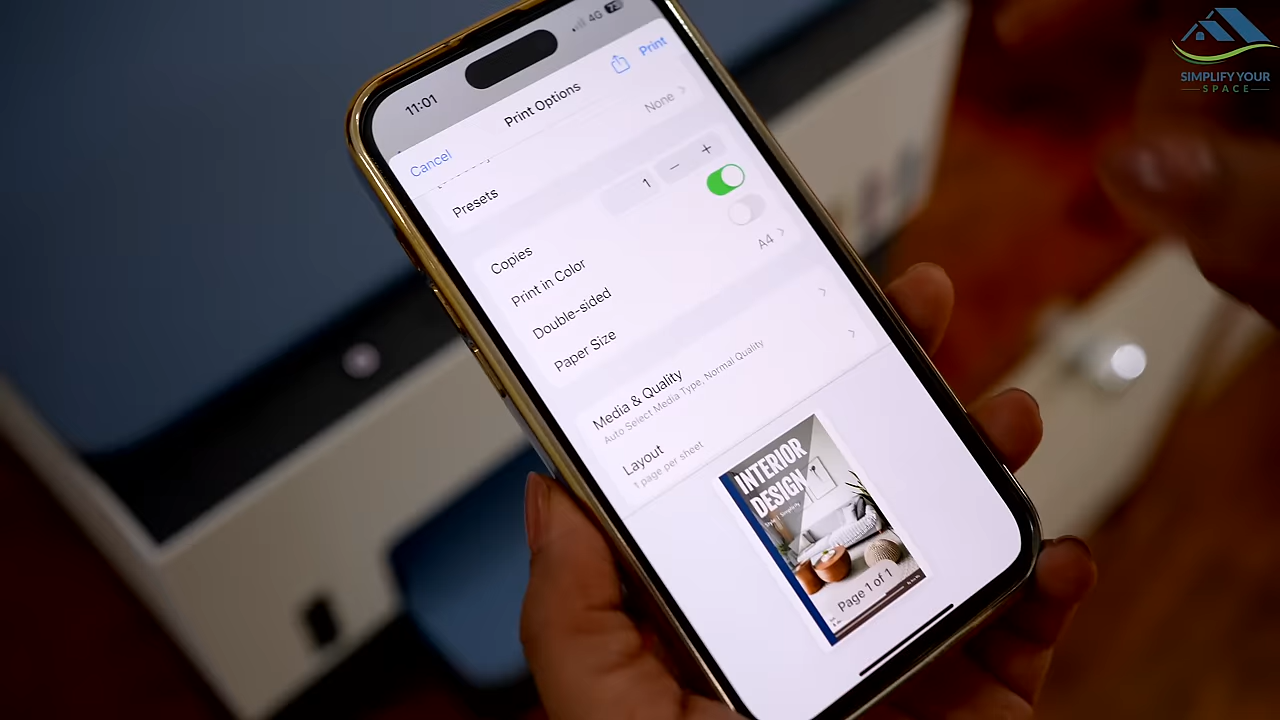 SIMPLIFY YOUR
SPACE
11:01
4G 73
Cancel
Print Options
Print
None
Presets
Copies
1
Print in Color
Double-sided
Paper Size
A4
Media & Quality
Auto Select Media Type, Normal Quality
Layout
1 page per sheet
INTERIOR
DESIGN
Page 1 of 1